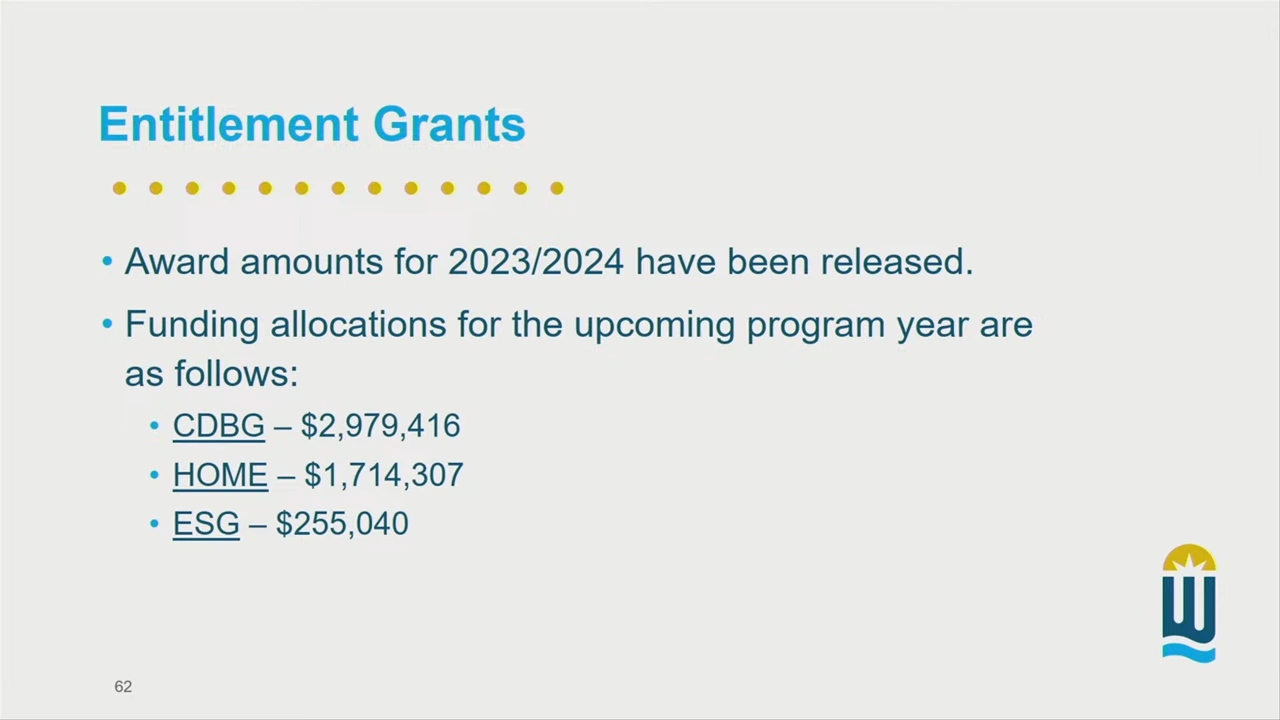 Entitlement Grants
• Award amounts for 2023/2024 have been released.
• Funding allocations for the upcoming program year are
as follows:
• CDBG – $2,979,416
• HOME – $1,714,307
• ESG – $255,040
62